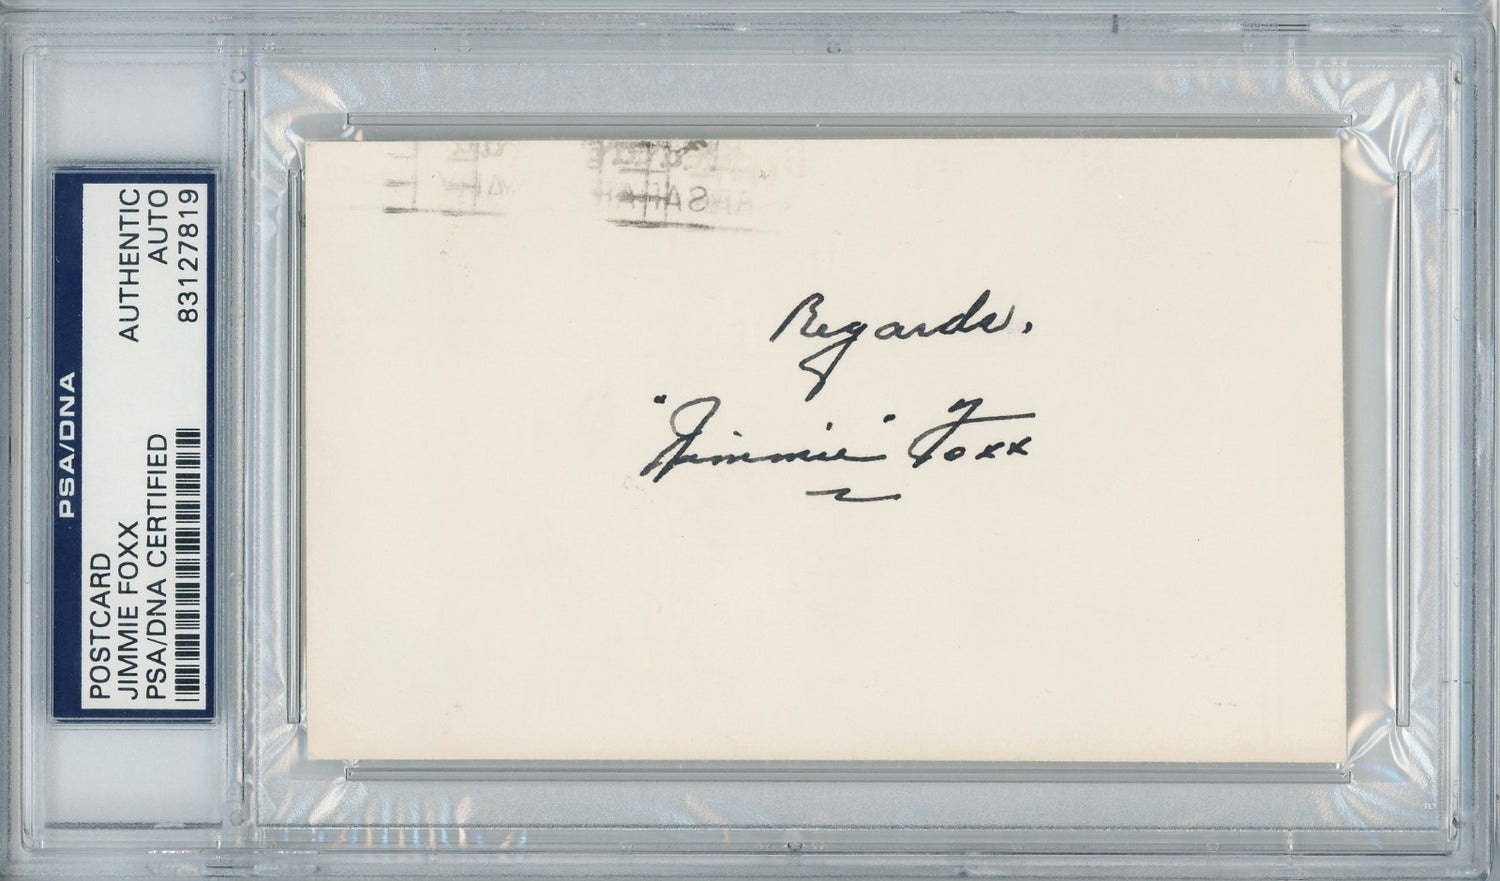 PSA/DNA
POSTCARD AUTHENTIC
JIMMIE FOXX AUTO
PSA/DNA CERTIFIED 83127819
Regards,
"Jimmie" Foxx